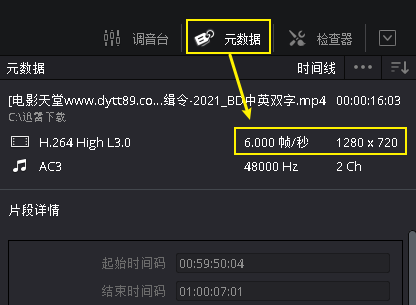 调音台 元数据 检查器
元数据 时间线
[电影天堂www.dytt89.co...缉令-2021_BD中英双字.mp4 00:00:16:03
C:\迅雷下载
H.264 High L3.0 6.000 帧/秒 1280 x 720
AC3 48000 Hz 2 Ch
片段详情
起始时间码 00:59:50:04
结束时间码 01:00:07:01